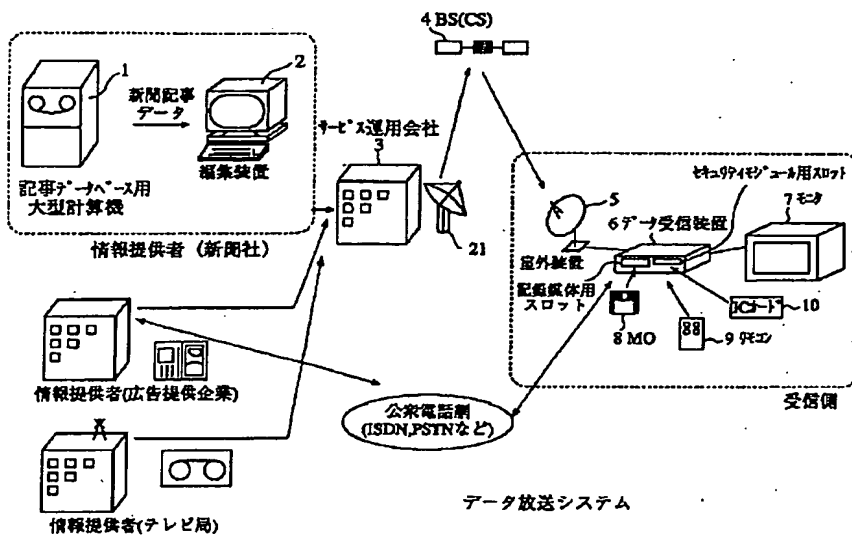 4 BS(CS)
1
2
新聞記事
データ
サービス運用会社
3
編集装置
記事データベース用
大型計算機
情報提供者(新聞社)
21
セキュリティモジュール用スロット
5
7 モニタ
6 データ受信装置
室外装置
記録媒体用
スロット
ICカード
10
8 MO
9 リモコン
受信側
情報提供者(広告提供企業)
公衆電話網
(ISDN,PSTNなど)
情報提供者(テレビ局)
データ放送システム